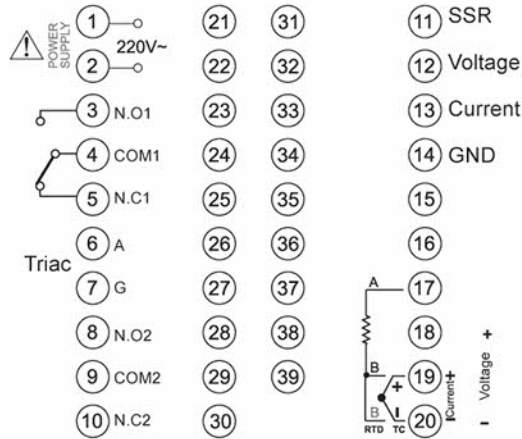 POWER SUPPLY
1 21 31 11 SSR
220V~
2 22 32 12 Voltage
3 N.O1 23 33 13 Current
4 COM1 24 34 14 GND
5 N.C1 25 35 15
6 A 26 36 16
Triac
7 G 27 37 A 17
8 N.O2 28 38 18
9 COM2 29 39 B + 19
10 N.C2 30 B - 20
RTD TC
Current + -
Voltage + -